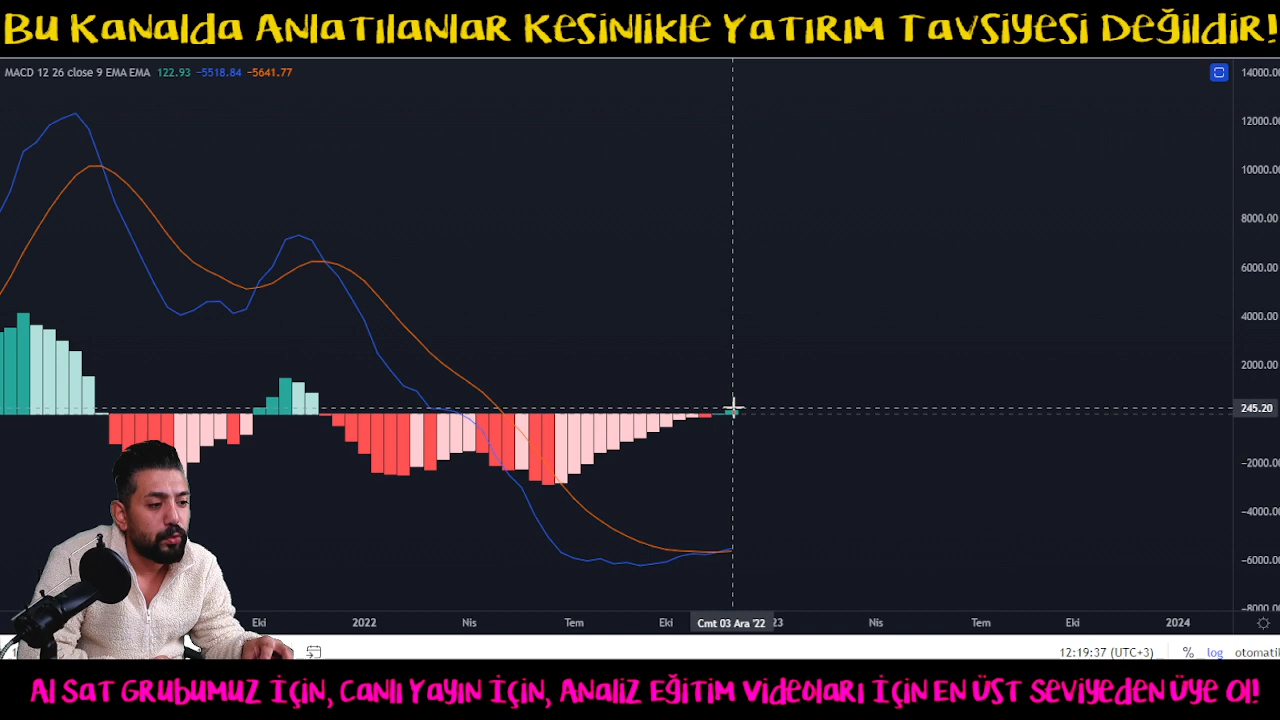 Bu Kanalda Anlatılanlar Kesinlikle Yatırım Tavsiyesi Değildir!
MACD 12 26 close 9 EMA EMA 122.93 −5518.84 −5641.77
14000.00
12000.00
10000.00
8000.00
6000.00
4000.00
2000.00
245.20
−2000.00
−4000.00
−6000.00
−8000.00
Eki 2022 Nis Tem Eki Cmt 03 Ara '22 23 Nis Tem Eki 2024
12:19:37 (UTC+3) % log otomatik
Al Sat Grubumuz İçin, Canlı Yayın İçin, Analiz Eğitim Videoları İçin En Üst Seviyeden Üye Ol!